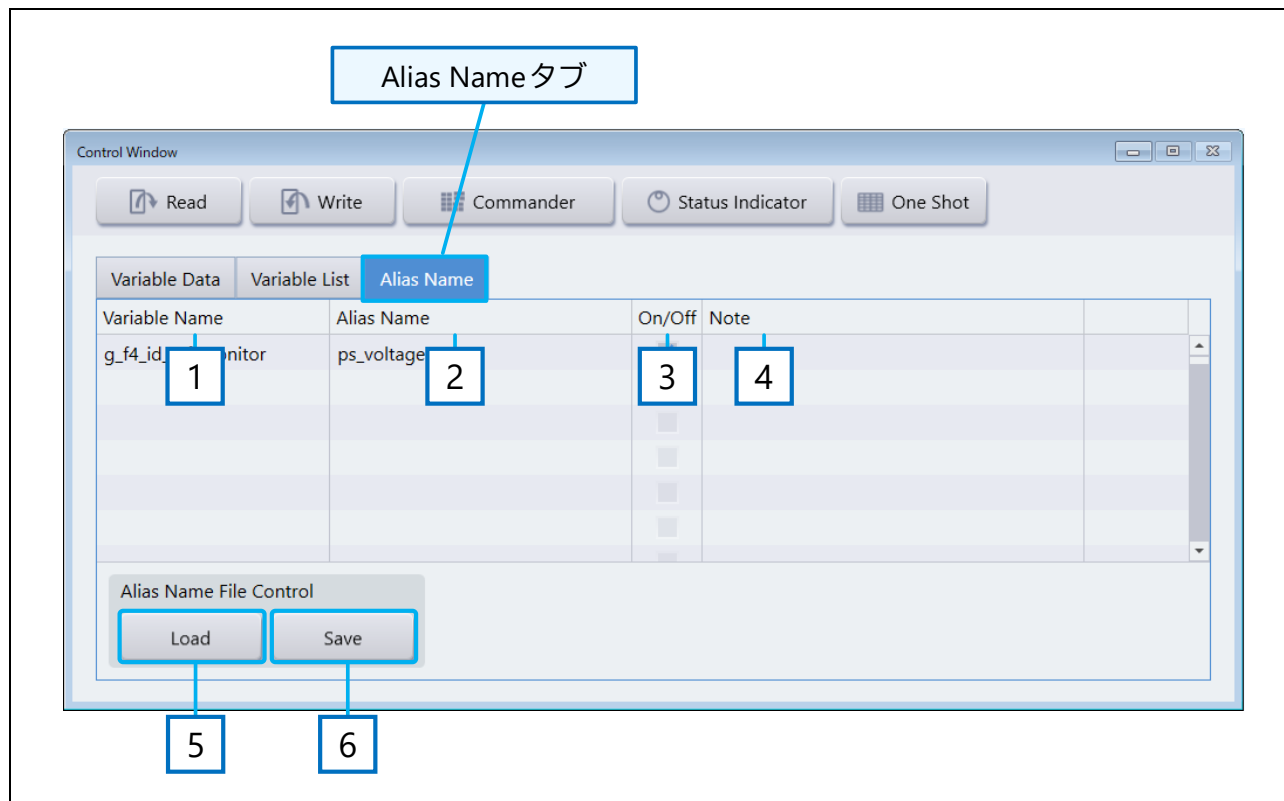 Alias Nameタブ
Control Window
Read Write Commander Status Indicator One Shot
Variable Data Variable List Alias Name
Variable Name Alias Name On/Off Note
ps_voltage
1 2 3 4
Alias Name File Control
Load Save
5 6